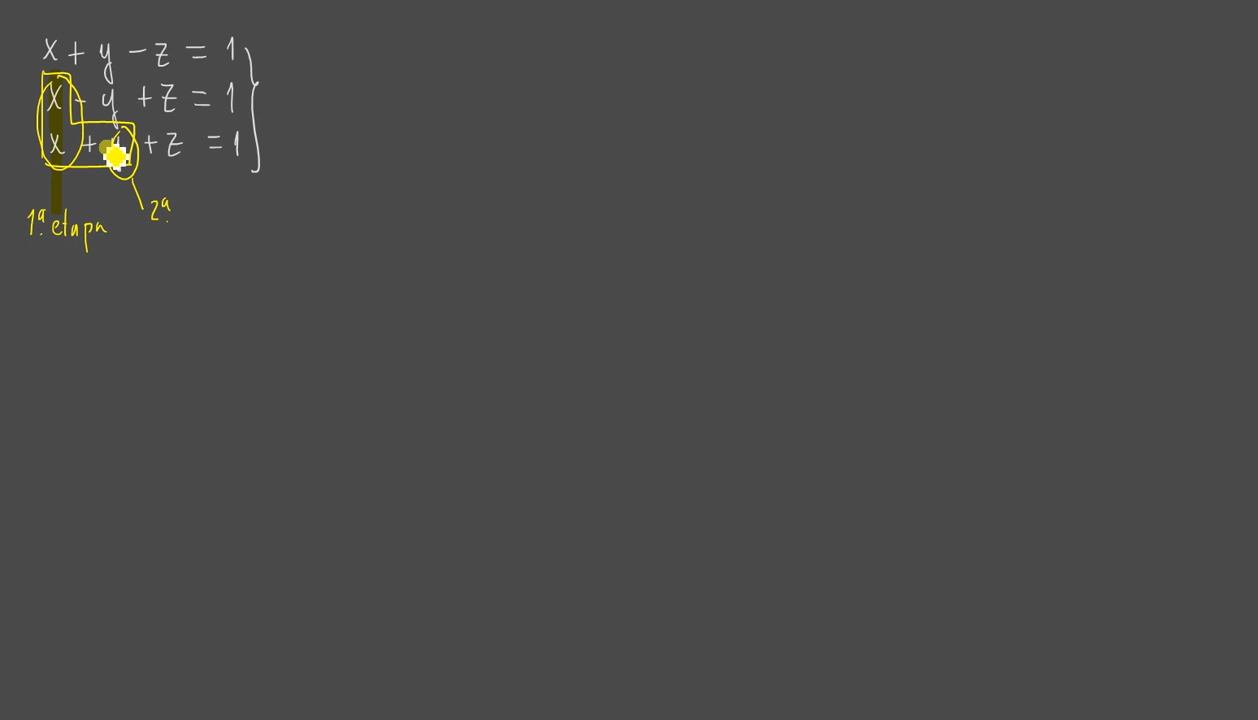 x + y - z = 1
x - y + z = 1
x + y + z = 1
2ª
1ª etapa